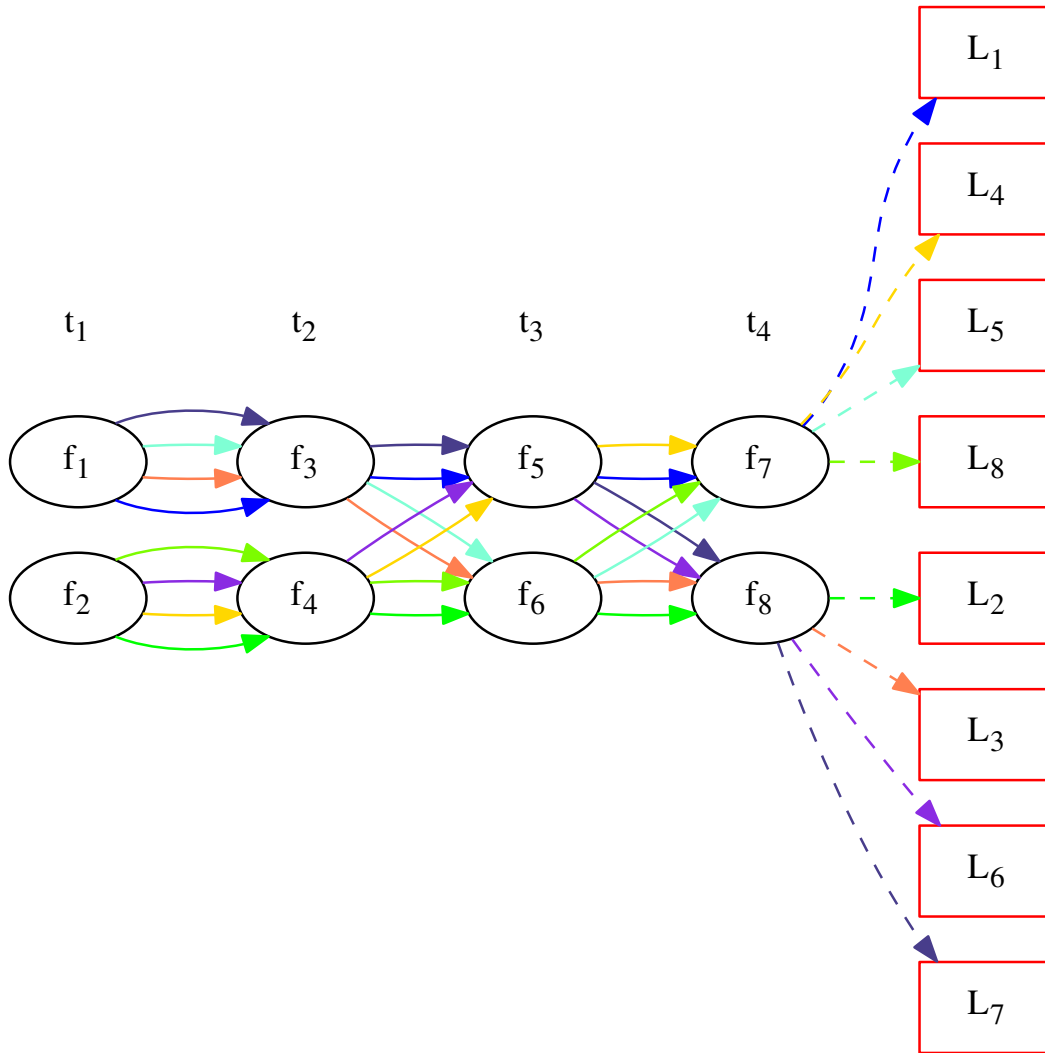 L₁
L₄
t₁ t₂ t₃ t₄ L₅
f₁ f₃ f₅ f₇ L₈
f₂ f₄ f₆ f₈ L₂
L₃
L₆
L₇